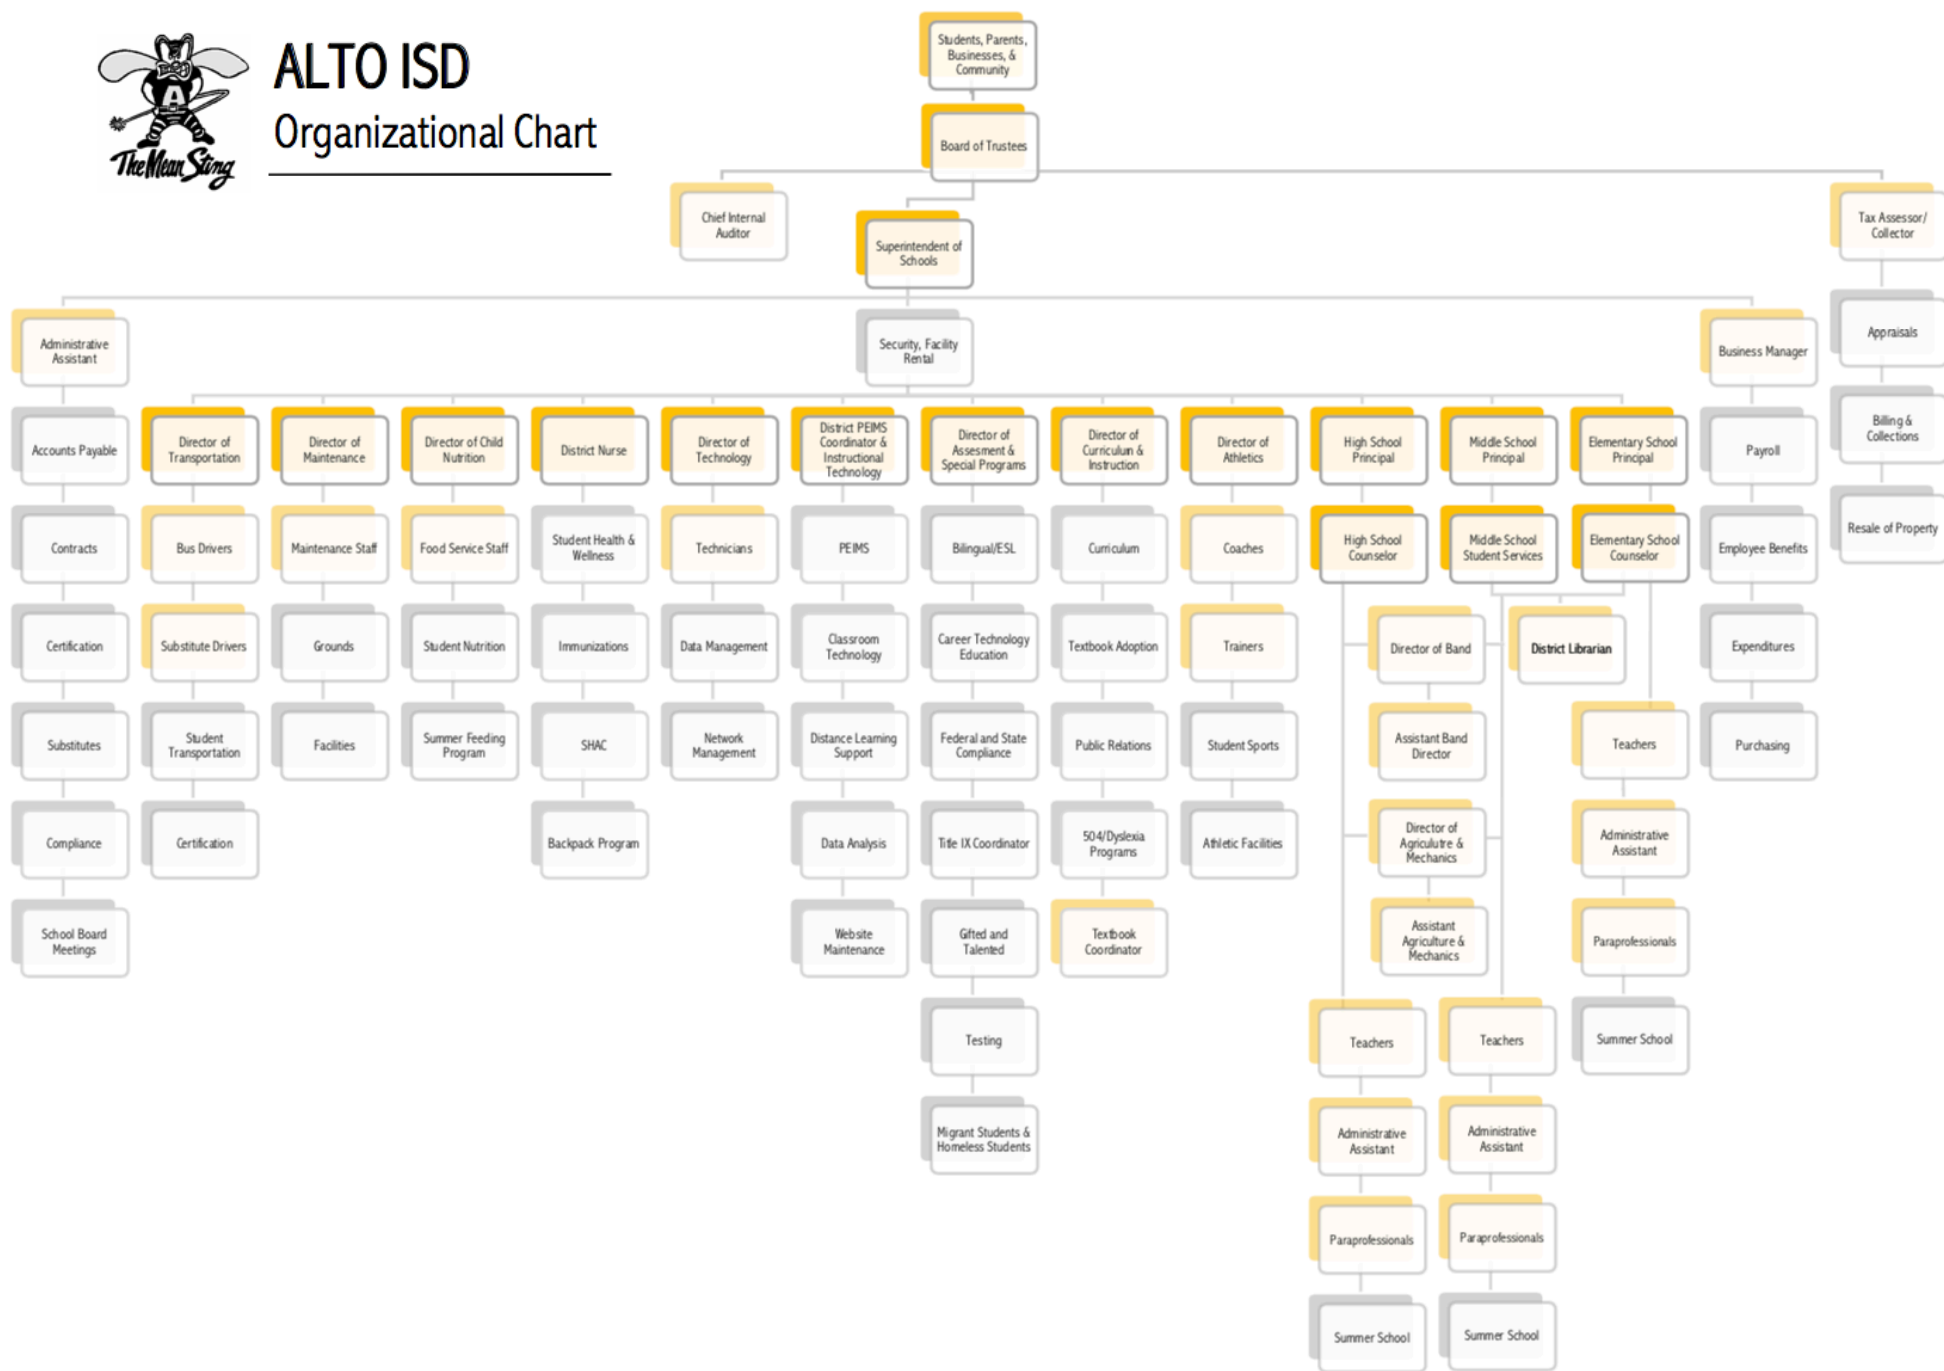 ALTO ISD
Organizational Chart
A
The Mean Sting
Students, Parents,
Businesses, &
Community
Board of Trustees
Chief Internal
Auditor
Superintendent of
Schools
Tax Assessor/
Collector
Appraisals
Billing &
Collections
Resale of Property
Administrative
Assistant
Security, Facility
Rental
Business Manager
Accounts Payable
Contracts
Certification
Substitutes
Compliance
School Board
Meetings
Director of
Transportation
Bus Drivers
Substitute Drivers
Student
Transportation
Certification
Director of
Maintenance
Maintenance Staff
Grounds
Facilities
Director of Child
Nutrition
Food Service Staff
Student Nutrition
Summer Feeding
Program
District Nurse
Student Health &
Wellness
Immunizations
SHAC
Backpack Program
Director of
Technology
Technicians
Data Management
Network
Management
District PEIMS
Coordinator &
Instructional
Technology
PEIMS
Classroom
Technology
Distance Learning
Support
Data Analysis
Website
Maintenance
Director of
Assesment &
Special Programs
Bilingual/ESL
Career Technology
Education
Federal and State
Compliance
Title IX Coordinator
Gifted and
Talented
Testing
Migrant Students &
Homeless Students
Director of
Curriculum &
Instruction
Curriculum
Textbook Adoption
Public Relations
504/Dyslexia
Programs
Textbook
Coordinator
Director of
Athletics
Coaches
Trainers
Student Sports
Athletic Facilities
High School
Principal
High School
Counselor
Middle School
Principal
Middle School
Student Services
Elementary School
Principal
Elementary School
Counselor
Director of Band
Assistant Band
Director
Director of
Agriculutre &
Mechanics
Assistant
Agriculture &
Mechanics
District Librarian
Teachers
Administrative
Assistant
Paraprofessionals
Summer School
Teachers
Administrative
Assistant
Paraprofessionals
Summer School
Teachers
Administrative
Assistant
Paraprofessionals
Summer School
Payroll
Employee Benefits
Expenditures
Purchasing